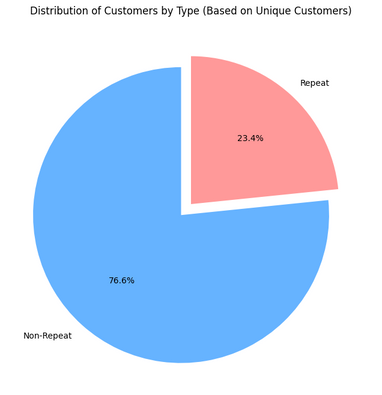 Distribution of Customers by Type (Based on Unique Customers)
Repeat
23.4%
76.6%
Non-Repeat